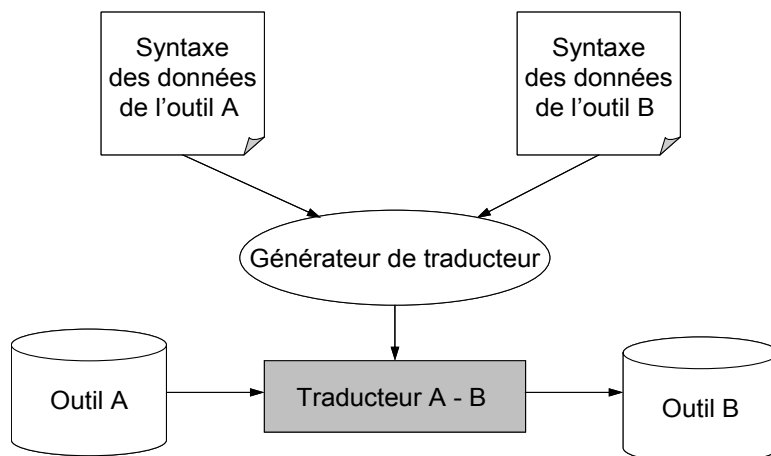 Syntaxe
des données
de l’outil A
Syntaxe
des données
de l’outil B
Générateur de traducteur
Outil A
Traducteur A - B
Outil B